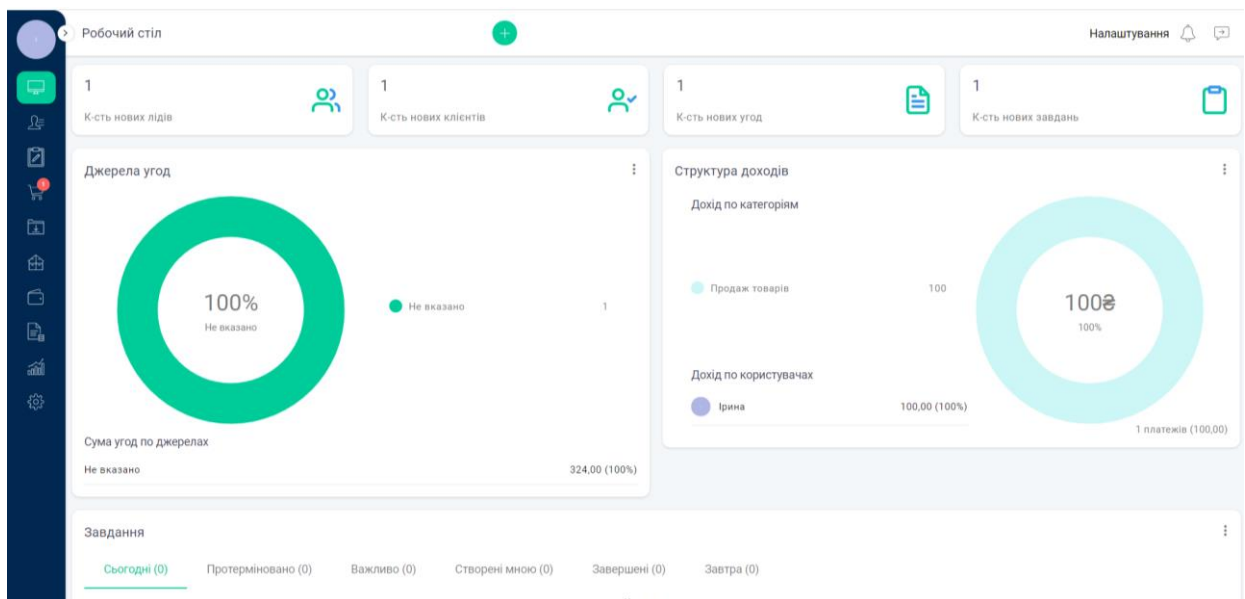 Робочий стіл
Налаштування
1
К-сть нових лідів
1
К-сть нових клієнтів
1
К-сть нових угод
1
К-сть нових завдань
1
Джерела угод
100%
Не вказано
Не вказано 1
Сума угод по джерелах
Не вказано 324,00 (100%)
Структура доходів
Дохід по категоріям
Продаж товарів 100
100₴
100%
Дохід по користувачах
Ірина 100,00 (100%)
1 платежів (100,00)
Завдання
Сьогодні (0) Протерміновано (0) Важливо (0) Створені мною (0) Завершені (0) Завтра (0)